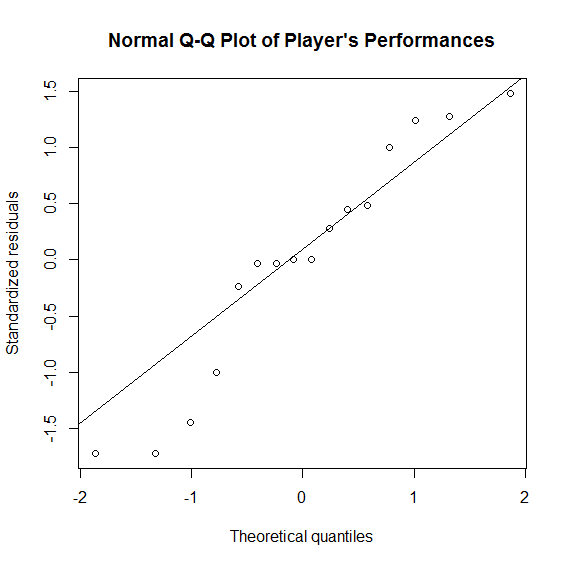 Normal Q-Q Plot of Player's Performances
1.5
1.0
0.5
0.0
-0.5
-1.0
-1.5
Standardized residuals
-2 -1 0 1 2
Theoretical quantiles